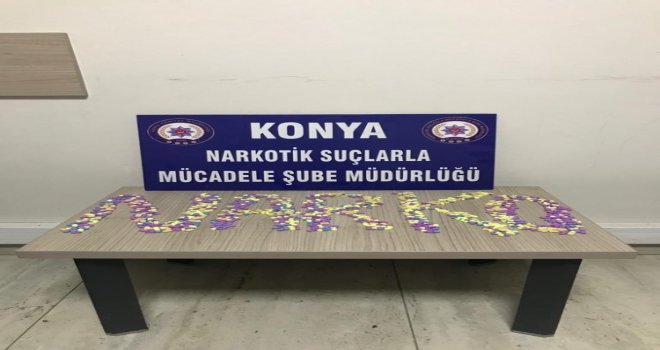 KONYA
NARKOTİK SUÇLARLA
MÜCADELE ŞUBE MÜDÜRLÜĞÜ
NARKO